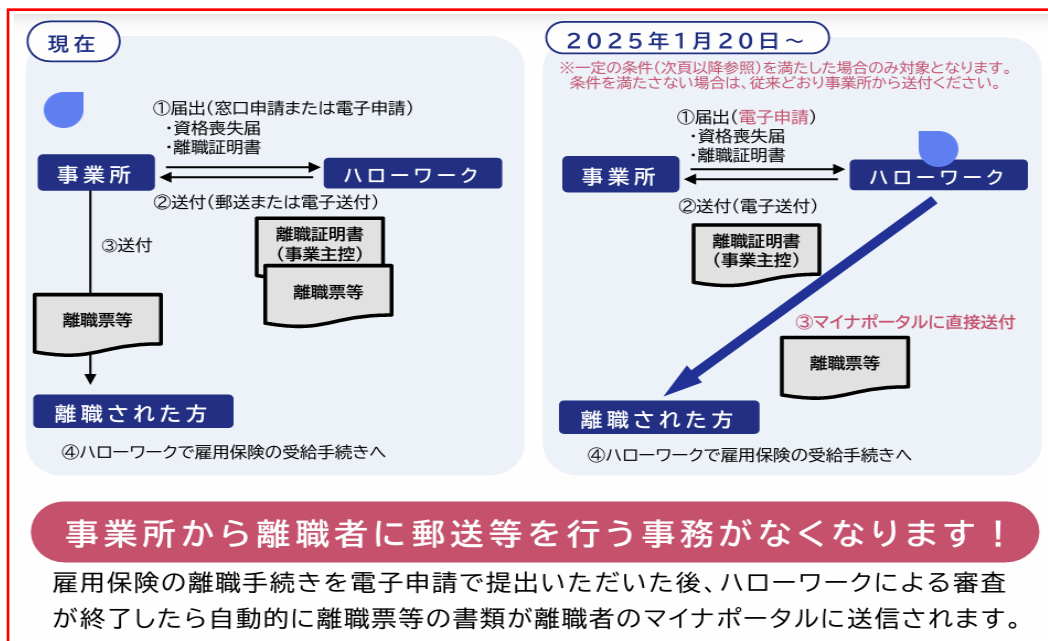 現在
①届出(窓口申請または電子申請)
・資格喪失届
・離職証明書
事業所
ハローワーク
②送付(郵送または電子送付)
③送付
離職証明書
(事業主控)
離職票等
離職票等
離職された方
④ハローワークで雇用保険の受給手続きへ
2025年1月20日～
※一定の条件(次頁以降参照)を満たした場合のみ対象となります。
条件を満たさない場合は、従来どおり事業所から送付ください。
①届出(電子申請)
・資格喪失届
・離職証明書
事業所
ハローワーク
②送付(電子送付)
離職証明書
(事業主控)
③マイナポータルに直接送付
離職票等
離職された方
④ハローワークで雇用保険の受給手続きへ
事業所から離職者に郵送等を行う事務がなくなります！
雇用保険の離職手続きを電子申請で提出いただいた後、ハローワークによる審査
が終了したら自動的に離職票等の書類が離職者のマイナポータルに送信されます。